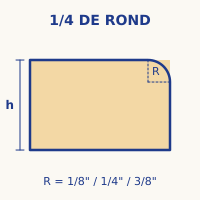 1/4 DE ROND
R
h
R = 1/8" / 1/4" / 3/8"